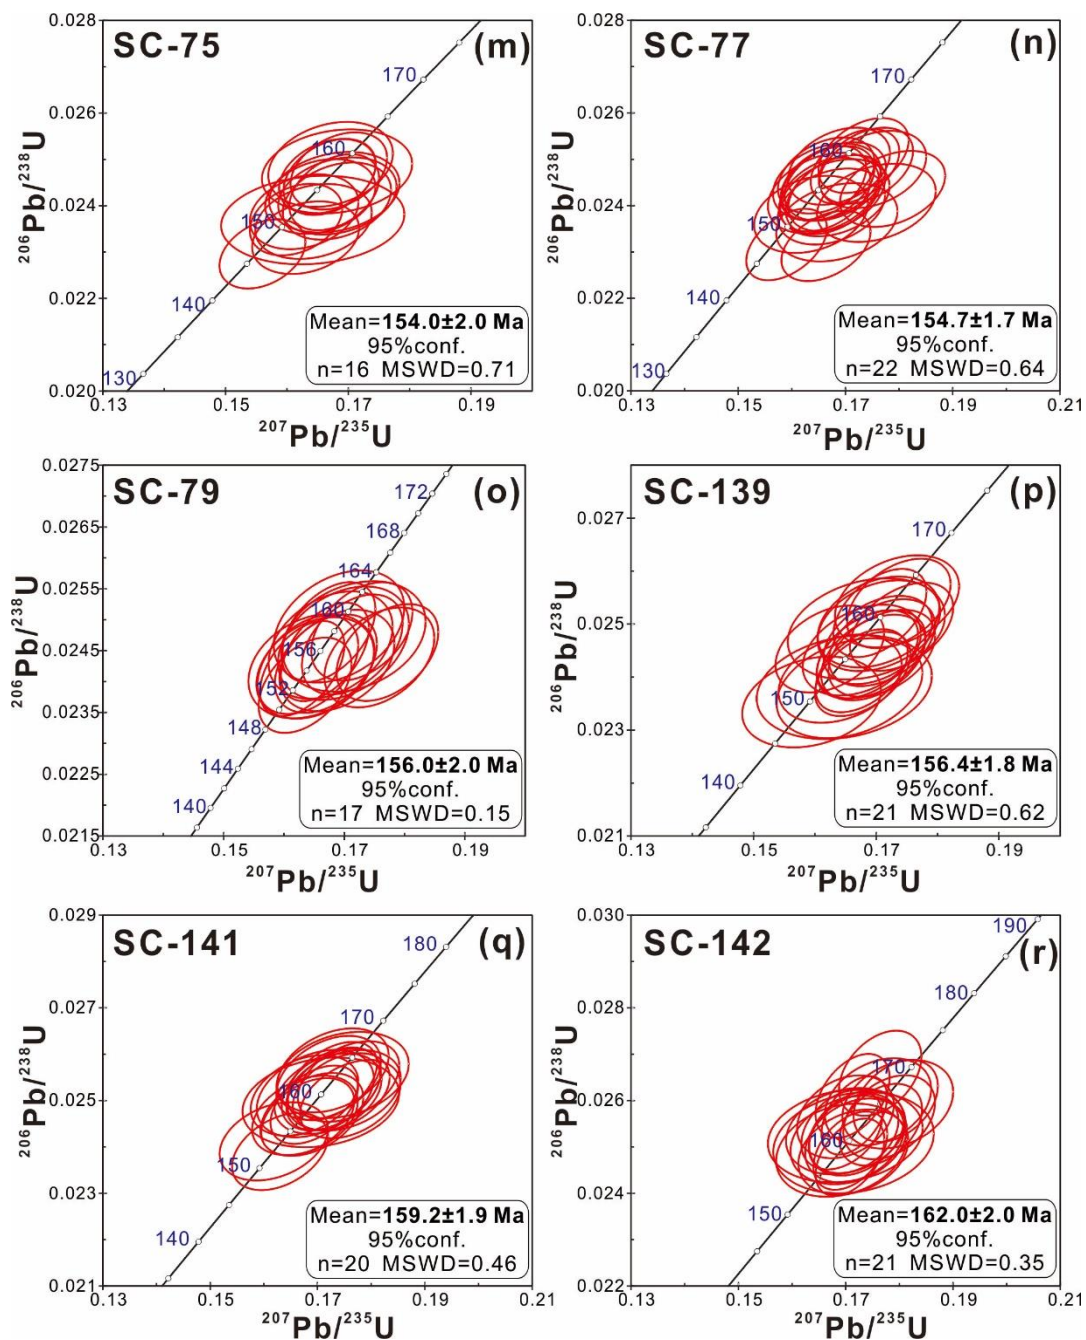 SC-75 (m)
0.028
0.026
0.024
0.022
0.020
²⁰⁶Pb/²³⁸U
170
160
150
140
130
Mean=154.0±2.0 Ma
95%conf.
n=16 MSWD=0.71
0.13 0.15 0.17 0.19
²⁰⁷Pb/²³⁵U
SC-77 (n)
0.028
0.026
0.024
0.022
0.020
²⁰⁶Pb/²³⁸U
170
160
150
140
130
Mean=154.7±1.7 Ma
95%conf.
n=22 MSWD=0.64
0.13 0.15 0.17 0.19 0.21
²⁰⁷Pb/²³⁵U
SC-79 (o)
0.0275
0.0265
0.0255
0.0245
0.0235
0.0225
0.0215
²⁰⁶Pb/²³⁸U
172
168
164
160
156
152
148
144
140
Mean=156.0±2.0 Ma
95%conf.
n=17 MSWD=0.15
0.13 0.15 0.17 0.19
²⁰⁷Pb/²³⁵U
SC-139 (p)
0.027
0.025
0.023
0.021
²⁰⁶Pb/²³⁸U
170
160
150
140
Mean=156.4±1.8 Ma
95%conf.
n=21 MSWD=0.62
0.13 0.15 0.17 0.19
²⁰⁷Pb/²³⁵U
SC-141 (q)
0.029
0.027
0.025
0.023
0.021
²⁰⁶Pb/²³⁸U
180
170
160
150
140
Mean=159.2±1.9 Ma
95%conf.
n=20 MSWD=0.46
0.13 0.15 0.17 0.19 0.21
²⁰⁷Pb/²³⁵U
SC-142 (r)
0.030
0.028
0.026
0.024
0.022
²⁰⁶Pb/²³⁸U
190
180
170
160
150
Mean=162.0±2.0 Ma
95%conf.
n=21 MSWD=0.35
0.13 0.15 0.17 0.19 0.21
²⁰⁷Pb/²³⁵U